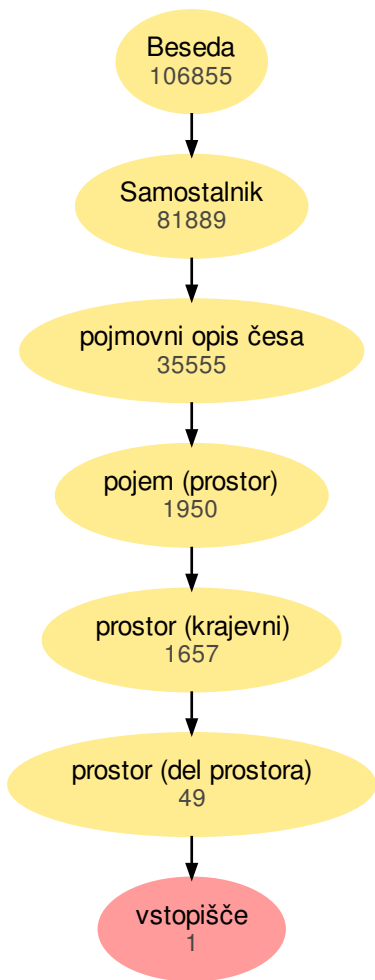 Beseda
106855
Samostalnik
81889
pojmovni opis česa
35555
pojem (prostor)
1950
prostor (krajevni)
1657
prostor (del prostora)
49
vstopišče
1